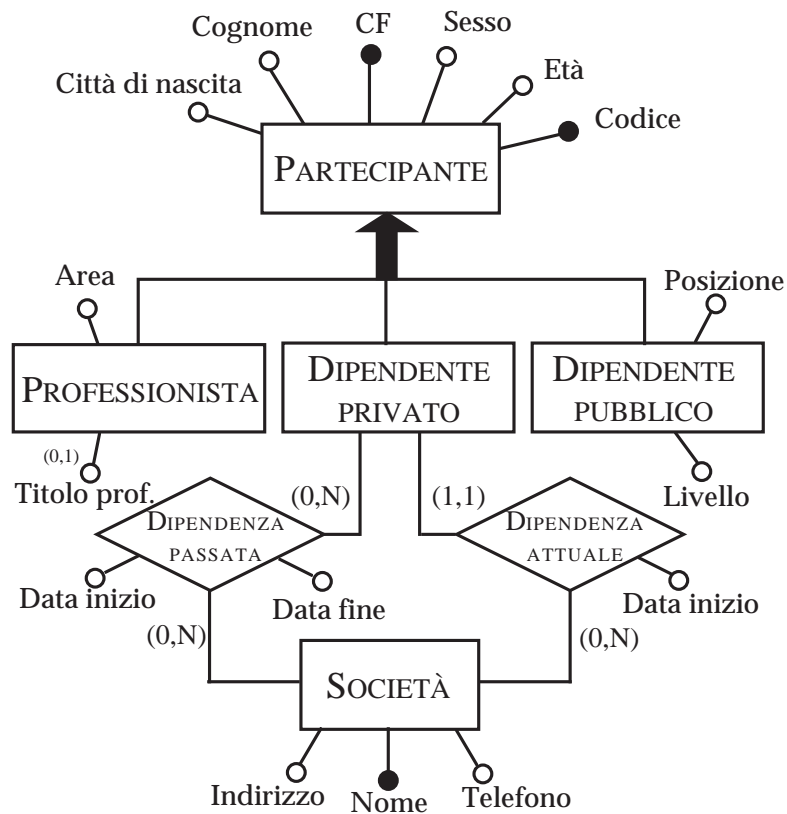 Cognome
CF
Sesso
Città di nascita
Età
Codice
PARTECIPANTE
Area
Posizione
PROFESSIONISTA
DIPENDENTE
PRIVATO
DIPENDENTE
PUBBLICO
(0,1)
Titolo prof.
(0,N)
(1,1)
Livello
DIPENDENZA
PASSATA
DIPENDENZA
ATTUALE
Data inizio
Data fine
Data inizio
(0,N)
(0,N)
SOCIETÀ
Indirizzo
Nome
Telefono